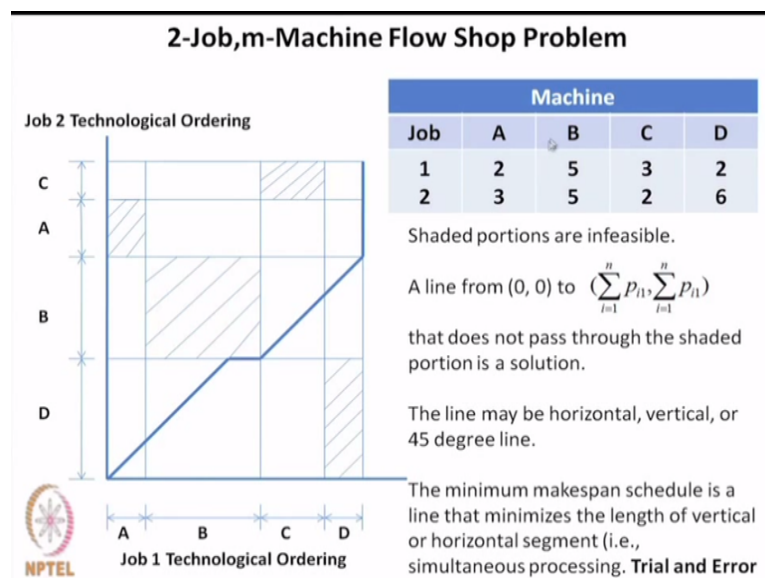 2-Job,m-Machine Flow Shop Problem
Job 2 Technological Ordering
C
A
B
D
A B C D
Job 1 Technological Ordering
NPTEL
Machine
Job A B C D
1 2 5 3 2
2 3 5 2 6
Shaded portions are infeasible.
A line from (0, 0) to (∑ᵢ₌₁ⁿ pᵢ₁, ∑ᵢ₌₁ⁿ pᵢ₁)
that does not pass through the shaded
portion is a solution.
The line may be horizontal, vertical, or
45 degree line.
The minimum makespan schedule is a
line that minimizes the length of vertical
or horizontal segment (i.e.,
simultaneous processing. Trial and Error